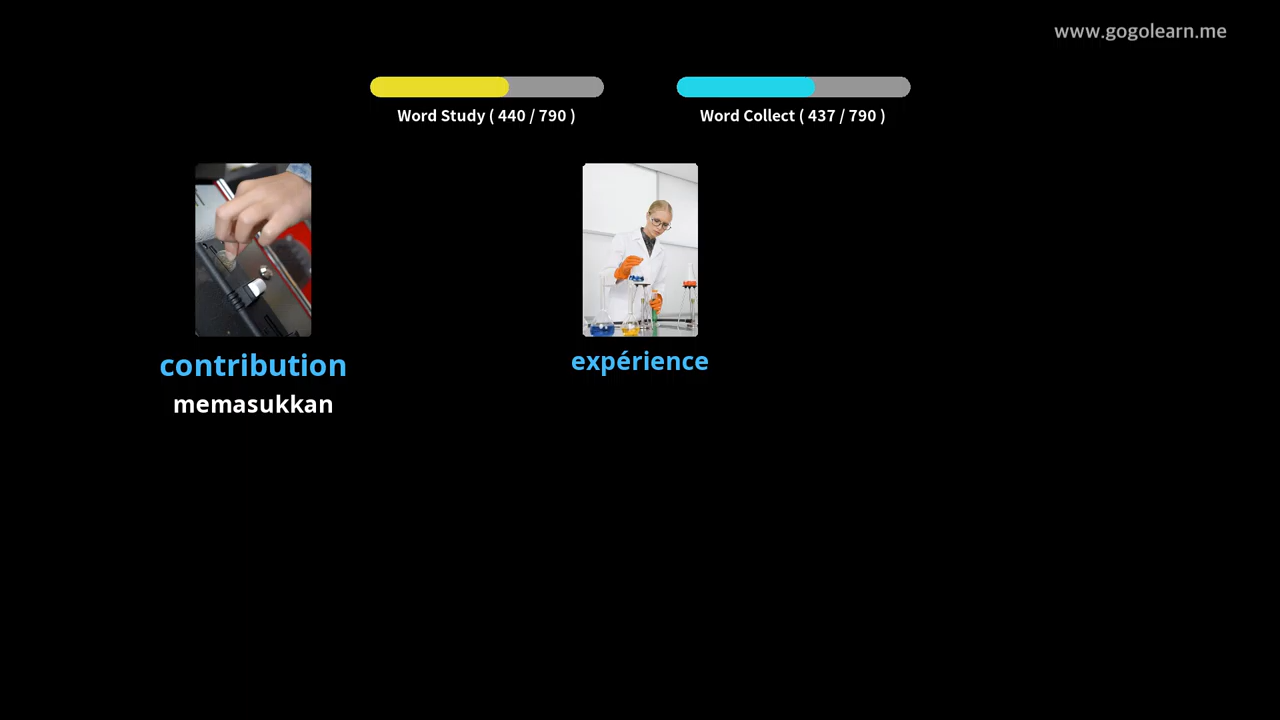 www.gogolearn.me
Word Study ( 440 / 790 )
Word Collect ( 437 / 790 )
contribution
memasukkan
expérience